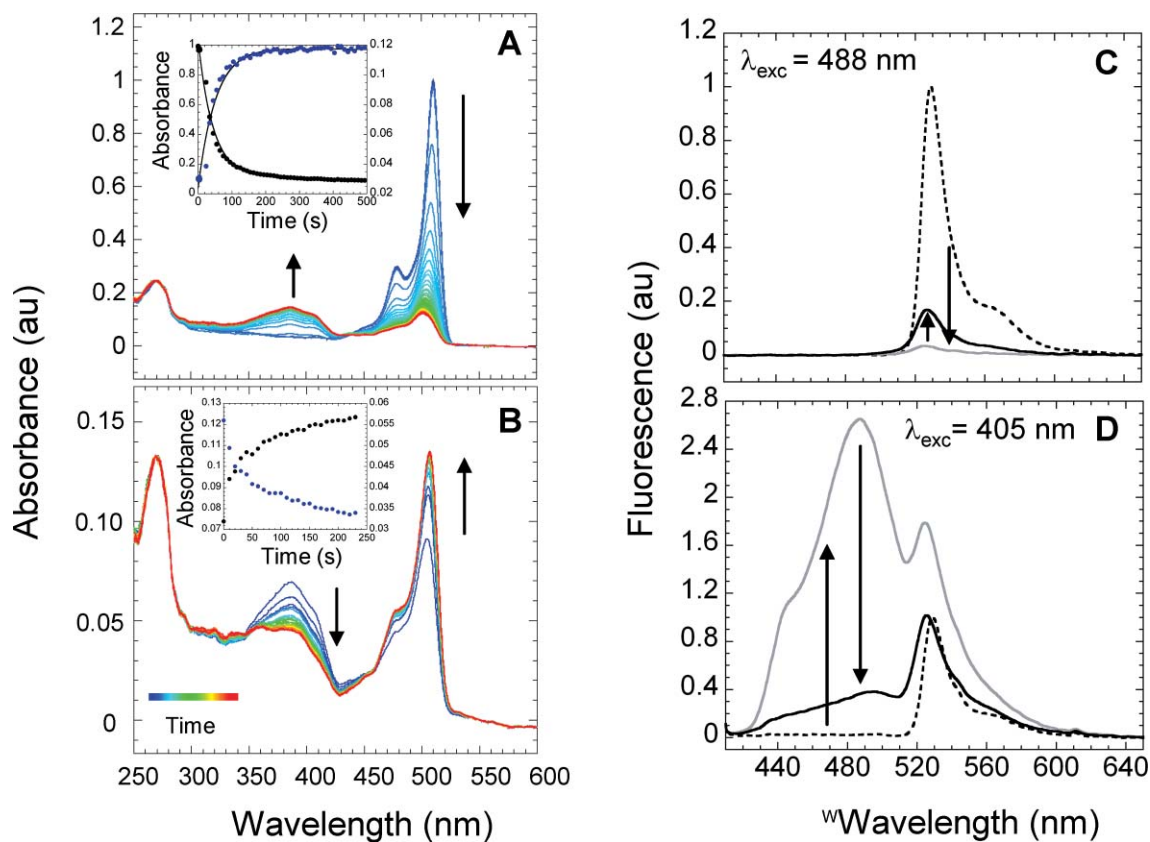 A
1.2
1
0.8
0.6
0.4
0.2
0
Absorbance
1
0.8
0.6
0.4
0.2
0
0.12
0.1
0.08
0.06
0.04
0.02
0 100 200 300 400 500
Time (s)
B
0.15
0.10
0.05
0
Absorbance
0.13
0.12
0.11
0.1
0.09
0.08
0.07
0.06
0.055
0.05
0.045
0.04
0.035
0.03
0 50 100 150 200 250
Time (s)
Time
Absorbance (au)
250 300 350 400 450 500 550 600
Wavelength (nm)
λexc = 488 nm
C
1.2
1
0.8
0.6
0.4
0.2
0
λexc = 405 nm
D
2.8
2.4
2.0
1.6
1.2
0.8
0.4
0
Fluorescence (au)
440 480 520 560 600 640
wWavelength (nm)